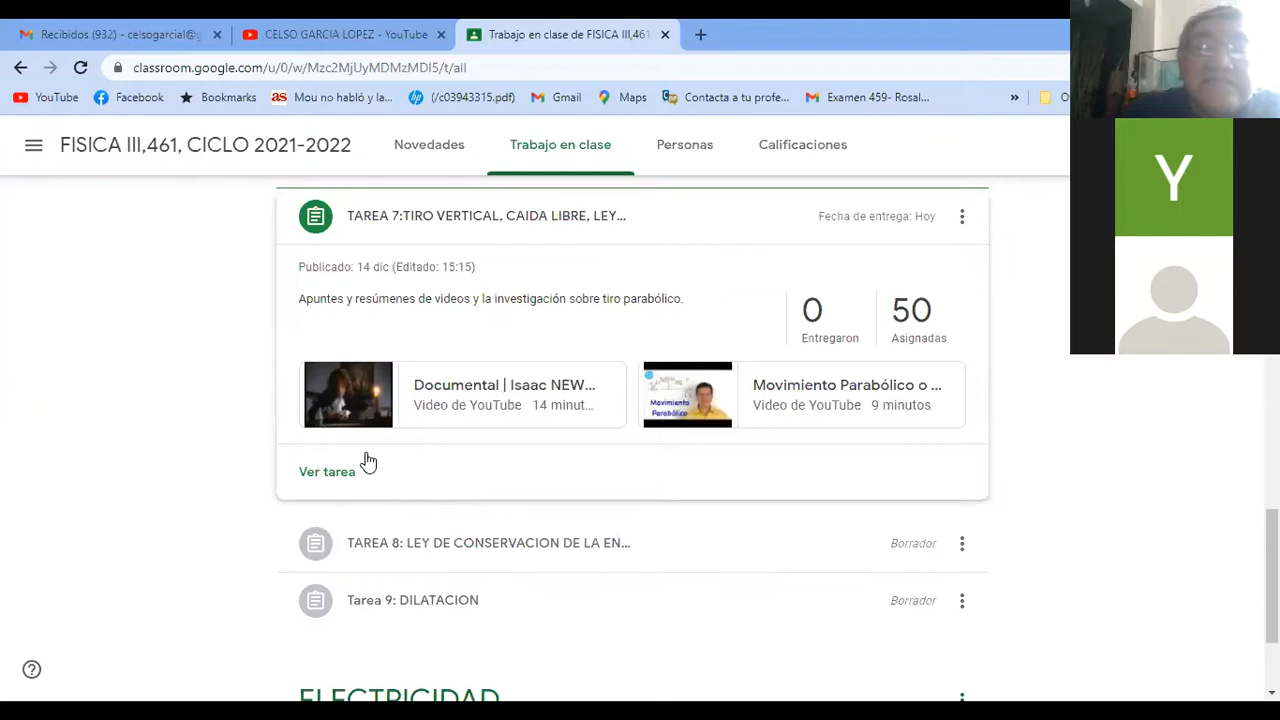 Recibidos (932) - celsogarcial@g
CELSO GARCIA LOPEZ - YouTube
Trabajo en clase de FISICA III,461
classroom.google.com/u/0/w/Mzc2MjUyMDMzMDI5/t/all
YouTube
Facebook
Bookmarks
as
Mou no habló a la...
hp
(/c03943315.pdf)
Gmail
Maps
Contacta a tu profe...
Examen 459- Rosal...
»
FISICA III,461, CICLO 2021-2022
Novedades
Trabajo en clase
Personas
Calificaciones
Y
TAREA 7:TIRO VERTICAL, CAIDA LIBRE, LEY...
Fecha de entrega: Hoy
Publicado: 14 dic (Editado: 15:15)
Apuntes y resúmenes de videos y la investigación sobre tiro parabólico.
0
50
Entregaron
Asignadas
Documental | Isaac NEW...
Video de YouTube 14 minut...
Movimiento
Parabólico
Movimiento Parabólico o ...
Video de YouTube 9 minutos
Ver tarea
TAREA 8: LEY DE CONSERVACION DE LA EN...
Borrador
Tarea 9: DILATACION
Borrador
ELECTRICIDAD